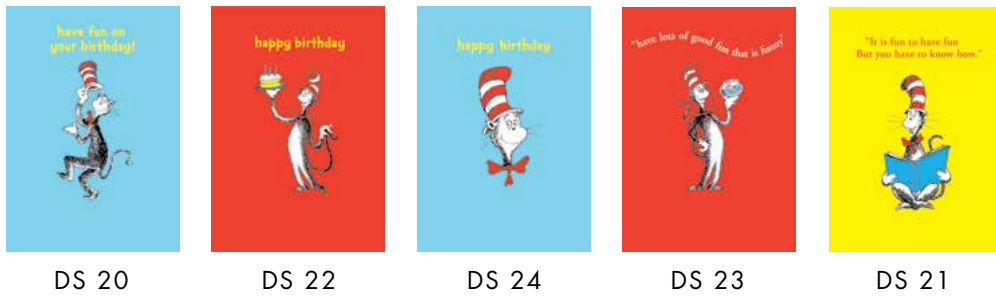 have fun on
your birthday!
happy birthday
happy birthday
"have lots of good fun that is funny"
"It is fun to have fun
But you have to know how."
DS 20
DS 22
DS 24
DS 23
DS 21